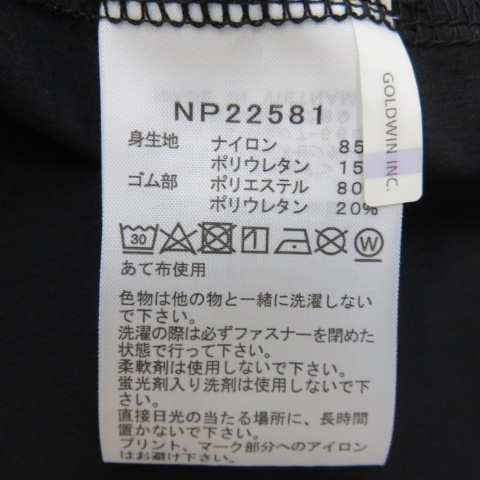 NP22581
身生地 ナイロン 85
ポリウレタン 15
ゴム部 ポリエステル 80
ポリウレタン 20%
GOLDWIN INC.
30
W
あて布使用
色物は他の物と一緒に洗濯しない
で下さい。
洗濯の際は必ずファスナーを閉めた
状態で行って下さい。
柔軟剤は使用しないで下さい。
蛍光剤入り洗剤は使用しないで下さい。
直接日光の当たる場所に、長時間
置かないで下さい。
プリント、マーク部分へのアイロン
はお避け下さい。